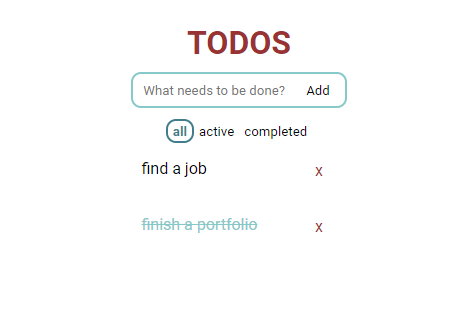 TODOS
What needs to be done? Add
all active completed
find a job x
finish a portfolio x